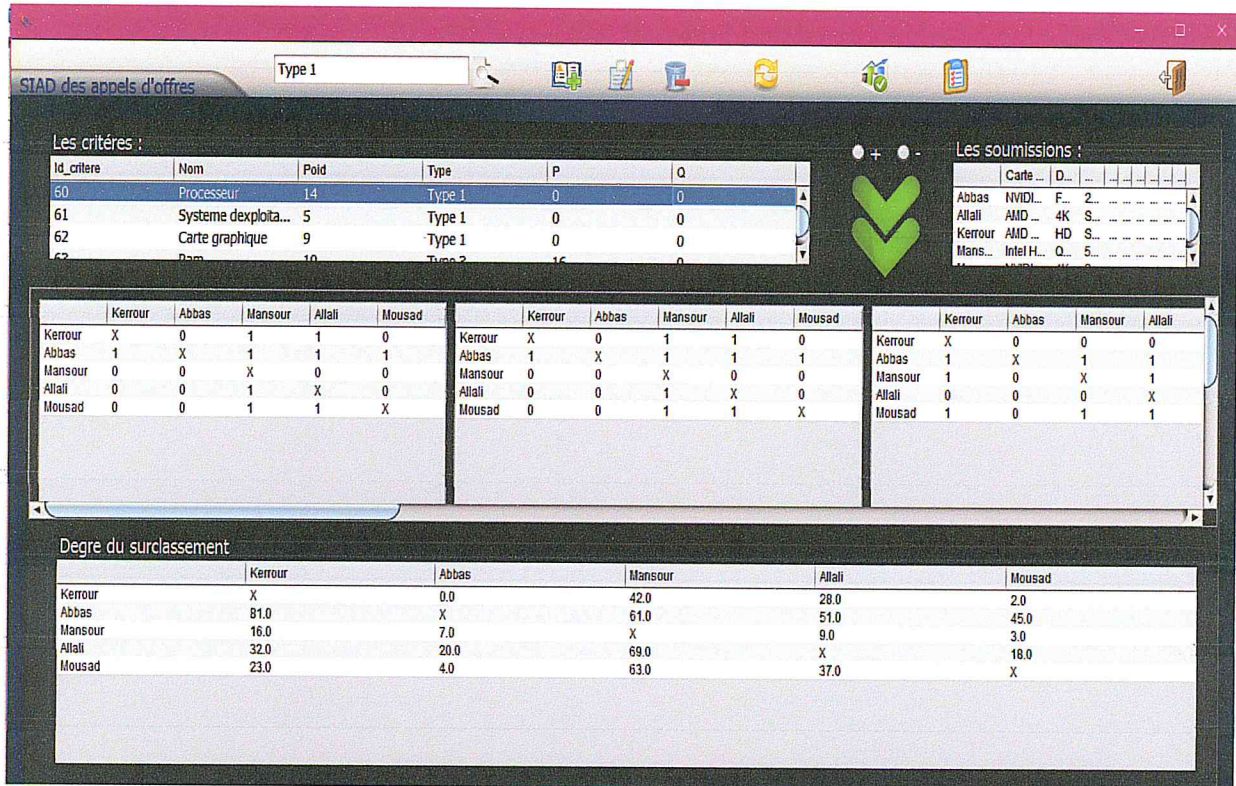 Type 1
SIAD des appels d'offres
Les critéres :
Id_critere Nom Poid Type P Q
60 Processeur 14 Type 1 0 0
61 Systeme dexploita... 5 Type 1 0 0
62 Carte graphique 9 Type 1 0 0
63 Ram 10 Type 3 16 0
+ -
Les soumissions :
Carte ... D... ... ... ... ... ... ... ...
Abbas NVIDI... F... 2... ... ... ... ... ... ...
Allali AMD ... 4K S... ... ... ... ... ... ...
Kerrour AMD ... HD S... ... ... ... ... ... ...
Mans... Intel H... Q... 5... ... ... ... ... ... ...
Kerrour Abbas Mansour Allali Mousad
Kerrour X 0 1 1 0
Abbas 1 X 1 1 1
Mansour 0 0 X 0 0
Allali 0 0 1 X 0
Mousad 0 0 1 1 X
Kerrour Abbas Mansour Allali Mousad
Kerrour X 0 1 1 0
Abbas 1 X 1 1 1
Mansour 0 0 X 0 0
Allali 0 0 1 X 0
Mousad 0 0 1 1 X
Kerrour Abbas Mansour Allali
Kerrour X 0 0 0
Abbas 1 X 1 1
Mansour 1 0 X 1
Allali 0 0 0 X
Mousad 1 0 1 1
Degre du surclassement
Kerrour Abbas Mansour Allali Mousad
Kerrour X 0.0 42.0 28.0 2.0
Abbas 81.0 X 61.0 51.0 45.0
Mansour 16.0 7.0 X 9.0 3.0
Allali 32.0 20.0 69.0 X 18.0
Mousad 23.0 4.0 63.0 37.0 X